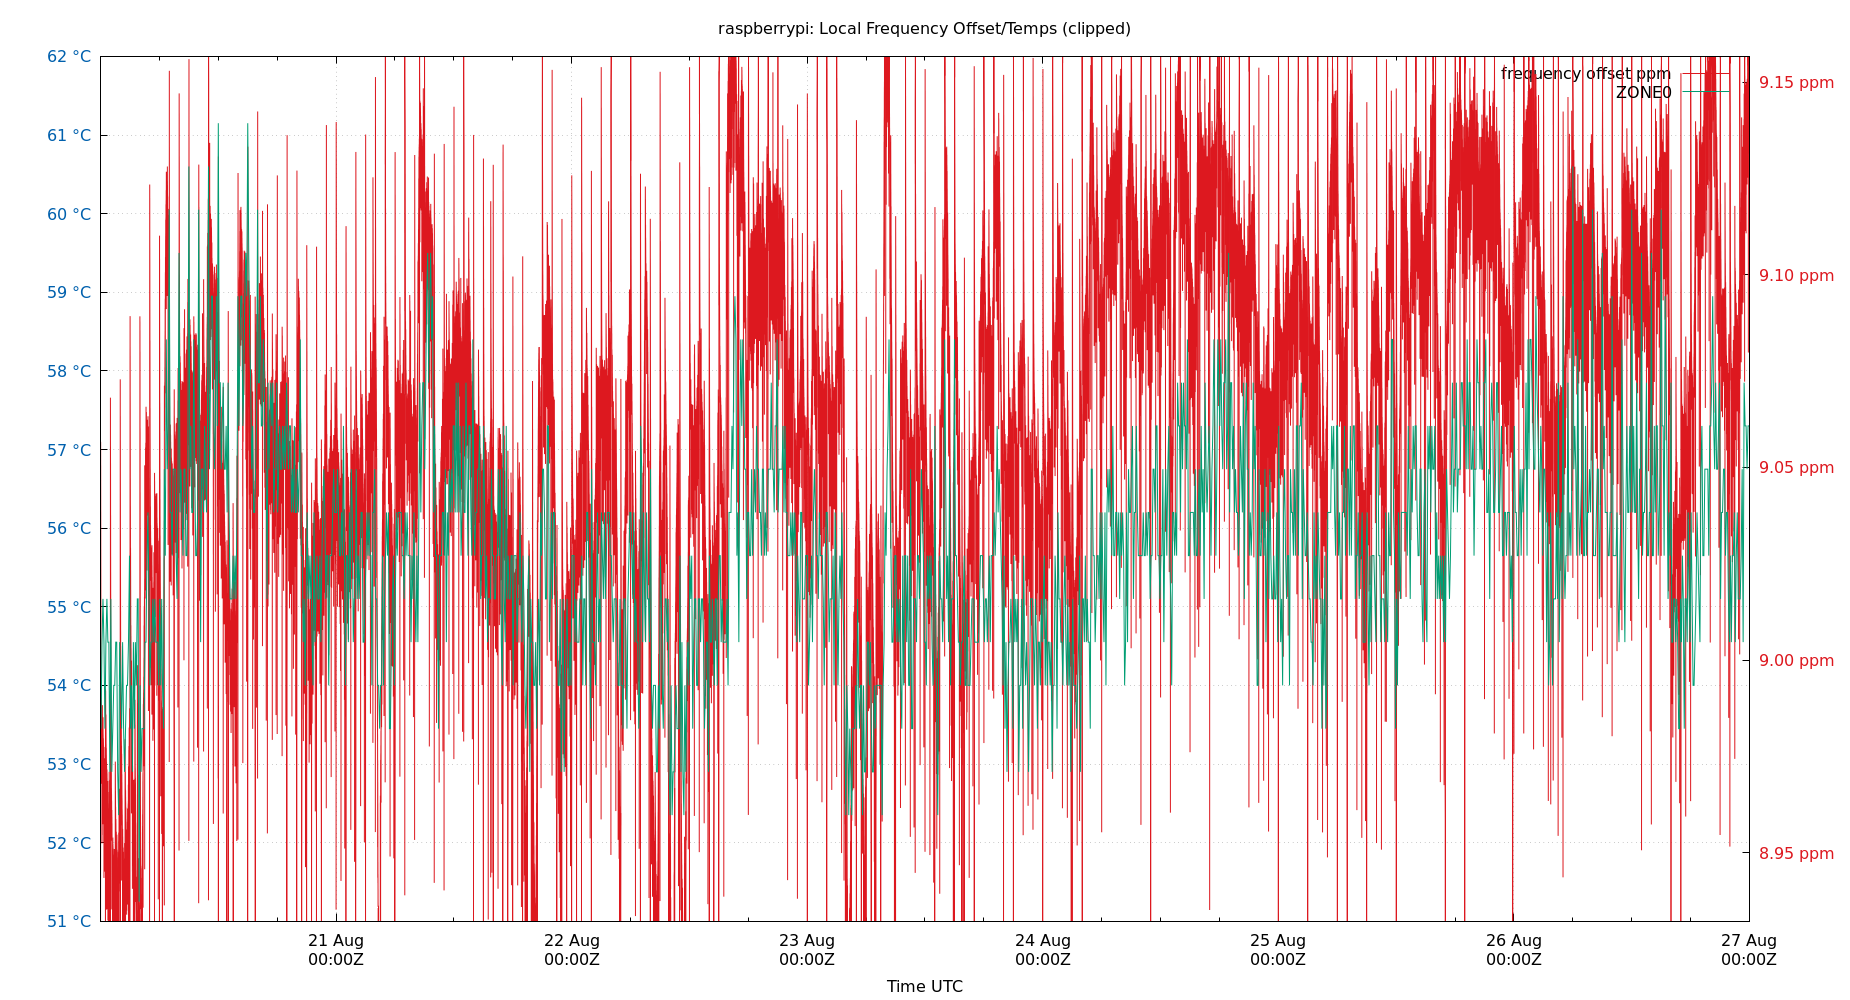 raspberrypi: Local Frequency Offset/Temps (clipped)
62 °C
61 °C
60 °C
59 °C
58 °C
57 °C
56 °C
55 °C
54 °C
53 °C
52 °C
51 °C
frequency offset ppm
ZONE0
9.15 ppm
9.10 ppm
9.05 ppm
9.00 ppm
8.95 ppm
21 Aug
00:00Z
22 Aug
00:00Z
23 Aug
00:00Z
24 Aug
00:00Z
25 Aug
00:00Z
26 Aug
00:00Z
27 Aug
00:00Z
Time UTC